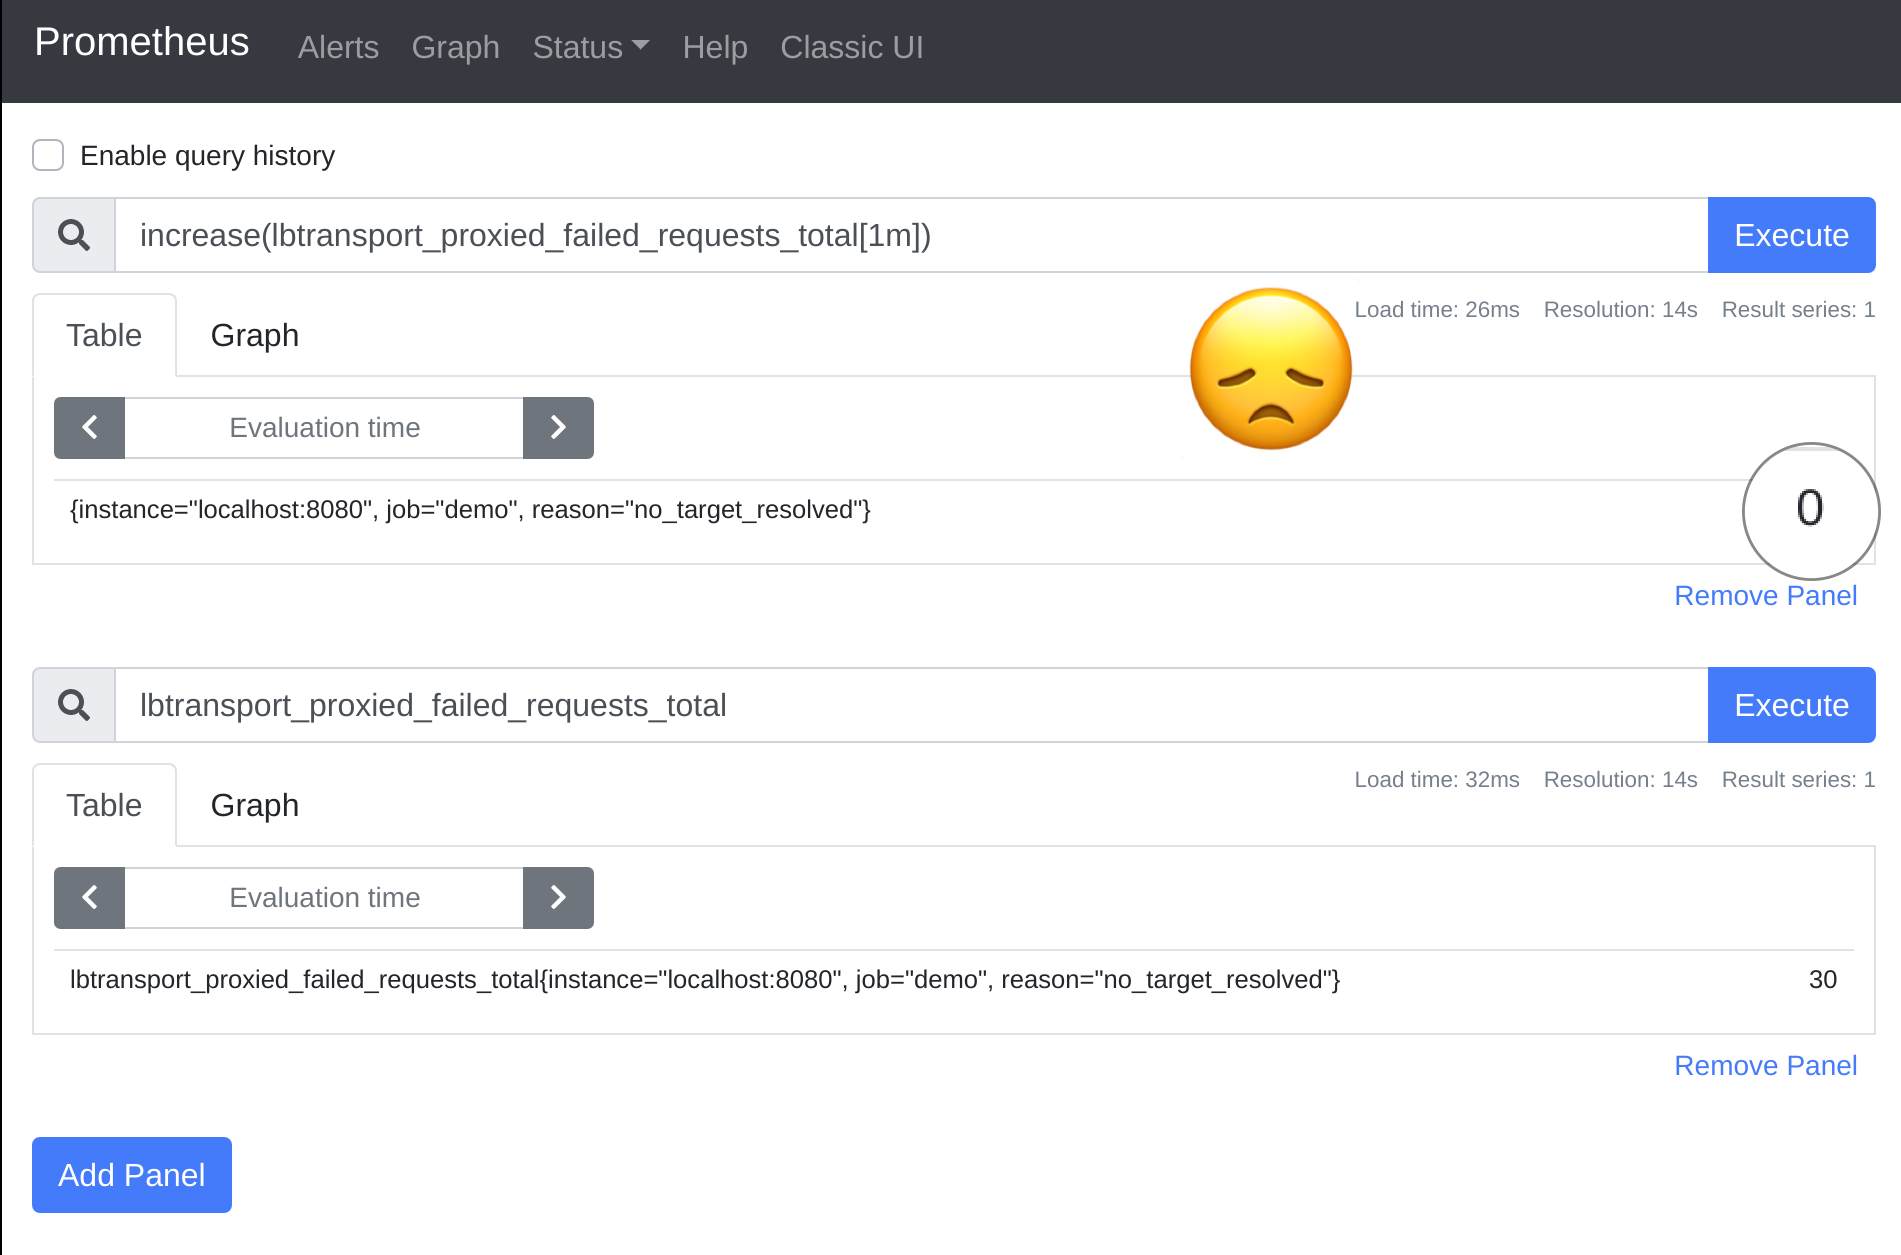 Prometheus Alerts Graph Status Help Classic UI
Enable query history
increase(lbtransport_proxied_failed_requests_total[1m]) Execute
Load time: 26ms Resolution: 14s Result series: 1
Table Graph
Evaluation time
{instance="localhost:8080", job="demo", reason="no_target_resolved"} 0
Remove Panel
lbtransport_proxied_failed_requests_total Execute
Load time: 32ms Resolution: 14s Result series: 1
Table Graph
Evaluation time
lbtransport_proxied_failed_requests_total{instance="localhost:8080", job="demo", reason="no_target_resolved"} 30
Remove Panel
Add Panel